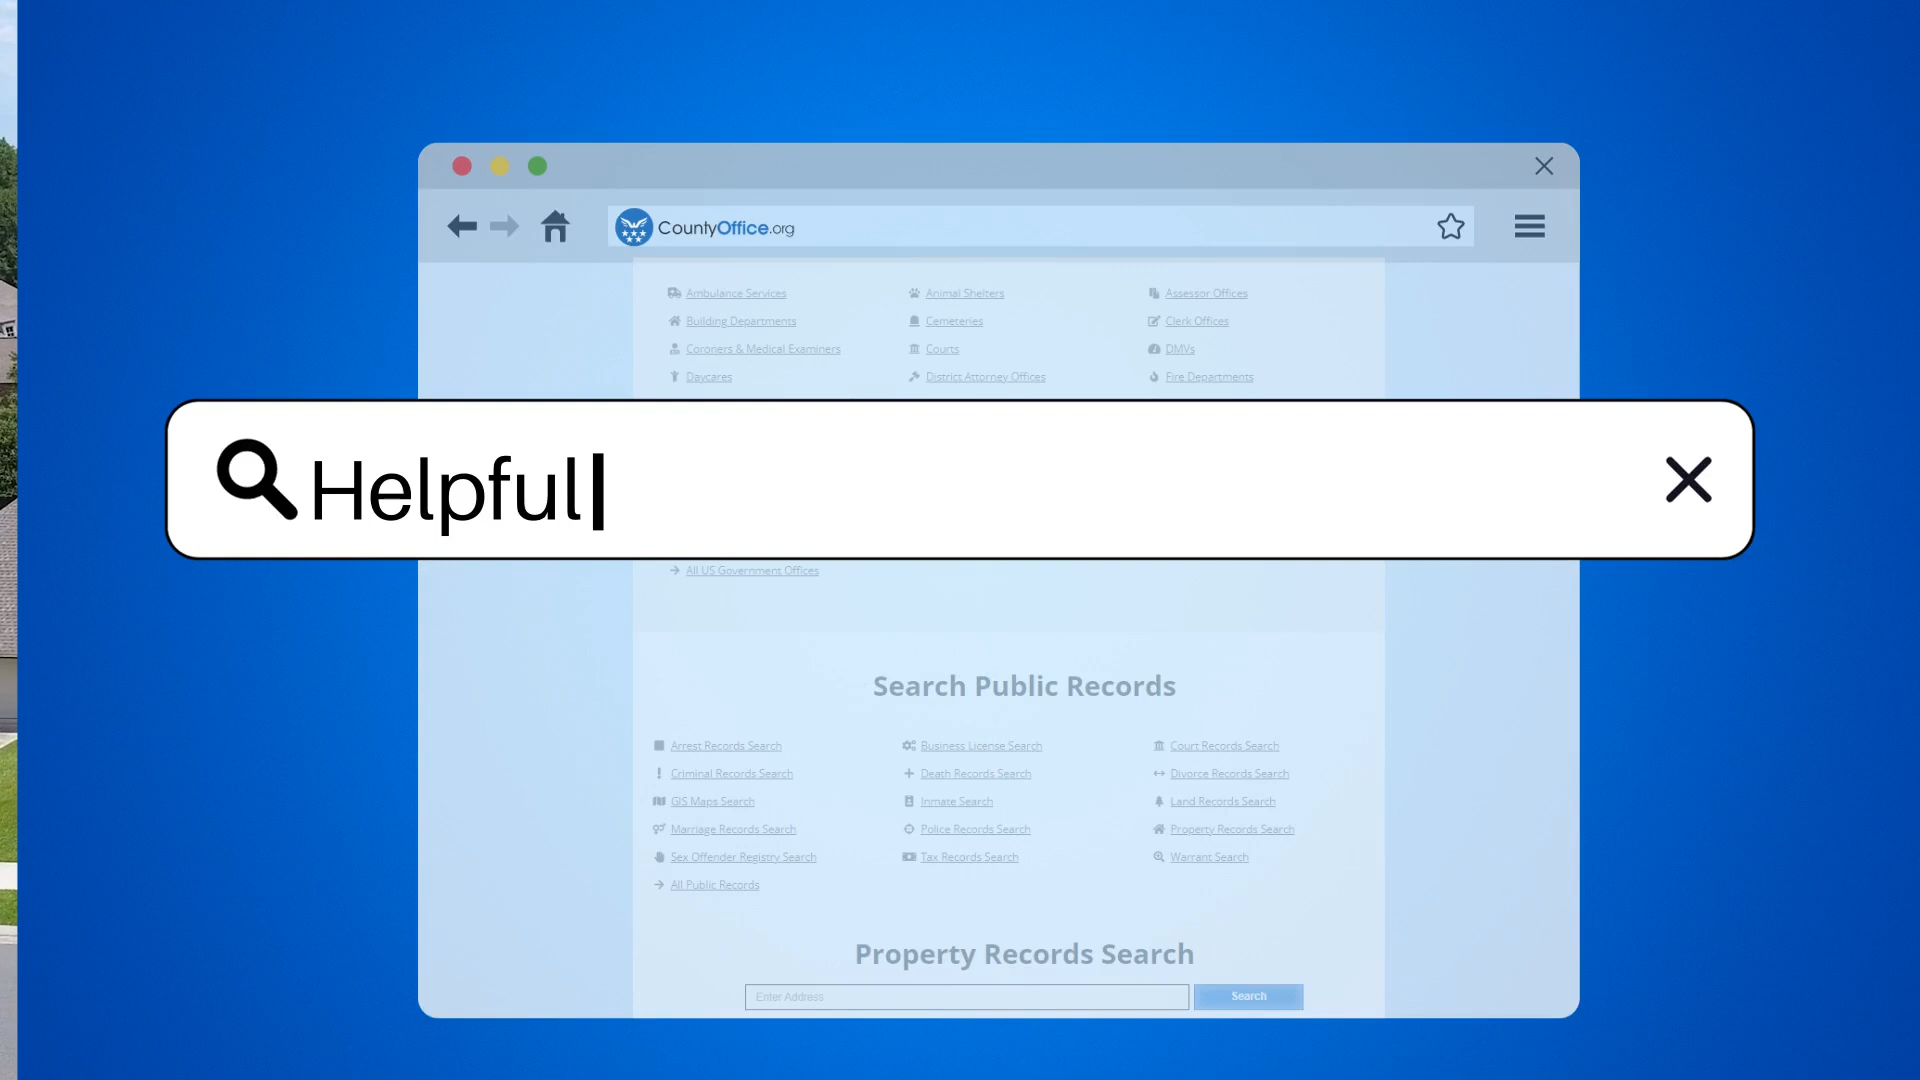 CountyOffice.org
Ambulance Services Animal Shelters Assessor Offices
Building Departments Cemeteries Clerk Offices
Coroners & Medical Examiners Courts DMVs
Daycares District Attorney Offices Fire Departments
Helpful
All US Government Offices
Search Public Records
Arrest Records Search Business License Search Court Records Search
Criminal Records Search Death Records Search Divorce Records Search
GIS Maps Search Inmate Search Land Records Search
Marriage Records Search Police Records Search Property Records Search
Sex Offender Registry Search Tax Records Search Warrant Search
All Public Records
Property Records Search
Enter Address Search